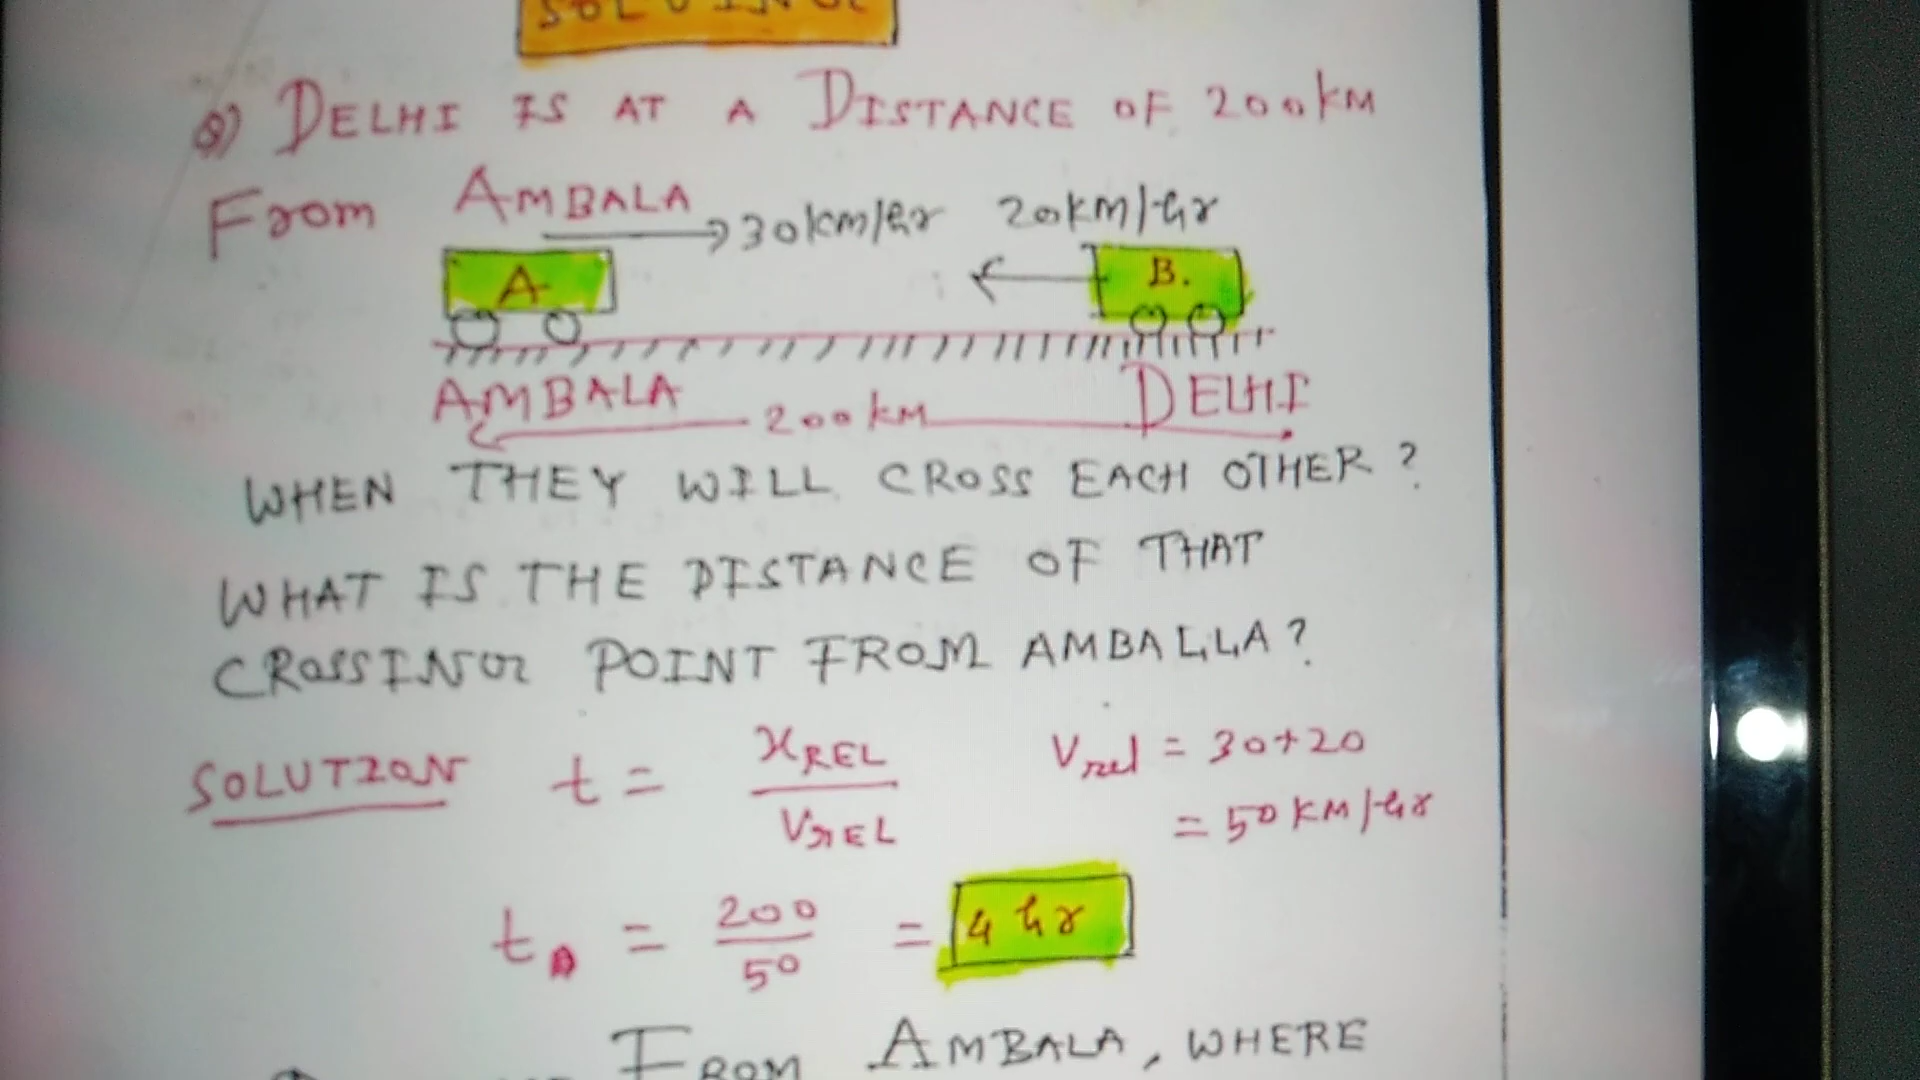 Q) DELHI IS AT A DISTANCE OF 200KM
From AMBALA
30km/hr 20KM/hr
A B.
AMBALA 200 KM DELHI
WHEN THEY WILL CROSS EACH OTHER ?
WHAT IS THE DISTANCE OF THAT
CROSSING POINT FROM AMBALLA ?
SOLUTION t = xREL / VREL Vrel = 30+20
= 50 KM/hr
t = 200 / 50 = 4 hr
FROM AMBALA, WHERE